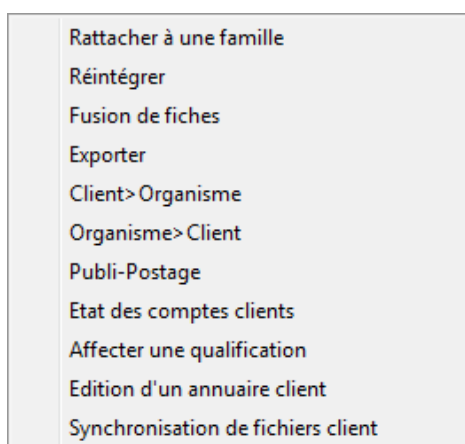 Rattacher à une famille
Réintégrer
Fusion de fiches
Exporter
Client>Organisme
Organisme>Client
Publi-Postage
Etat des comptes clients
Affecter une qualification
Edition d'un annuaire client
Synchronisation de fichiers client